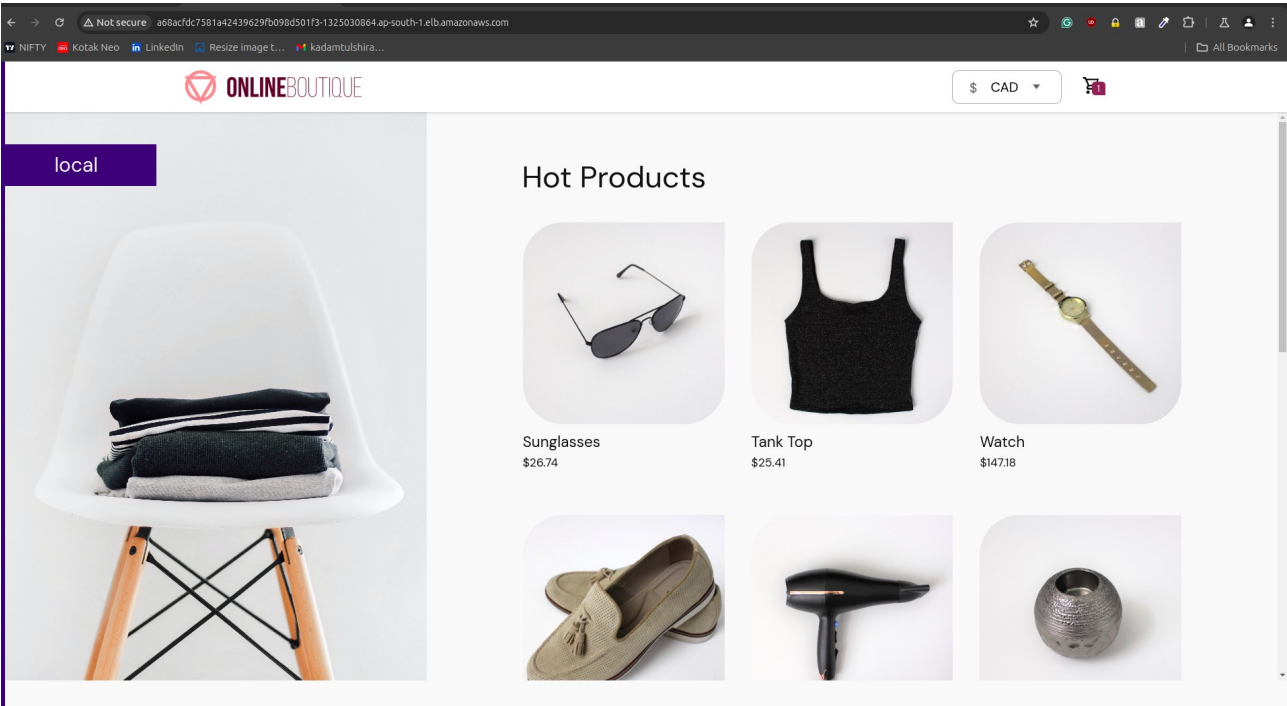 Not secure a68acfdc7581a42439629fb098d501f3-1325030864.ap-south-1.elb.amazonaws.com
NIFTY Kotak Neo LinkedIn Resize image t... kadamtulshira... All Bookmarks
ONLINEBOUTIQUE $ CAD 1
local
Hot Products
Sunglasses Tank Top Watch
$26.74 $25.41 $147.18